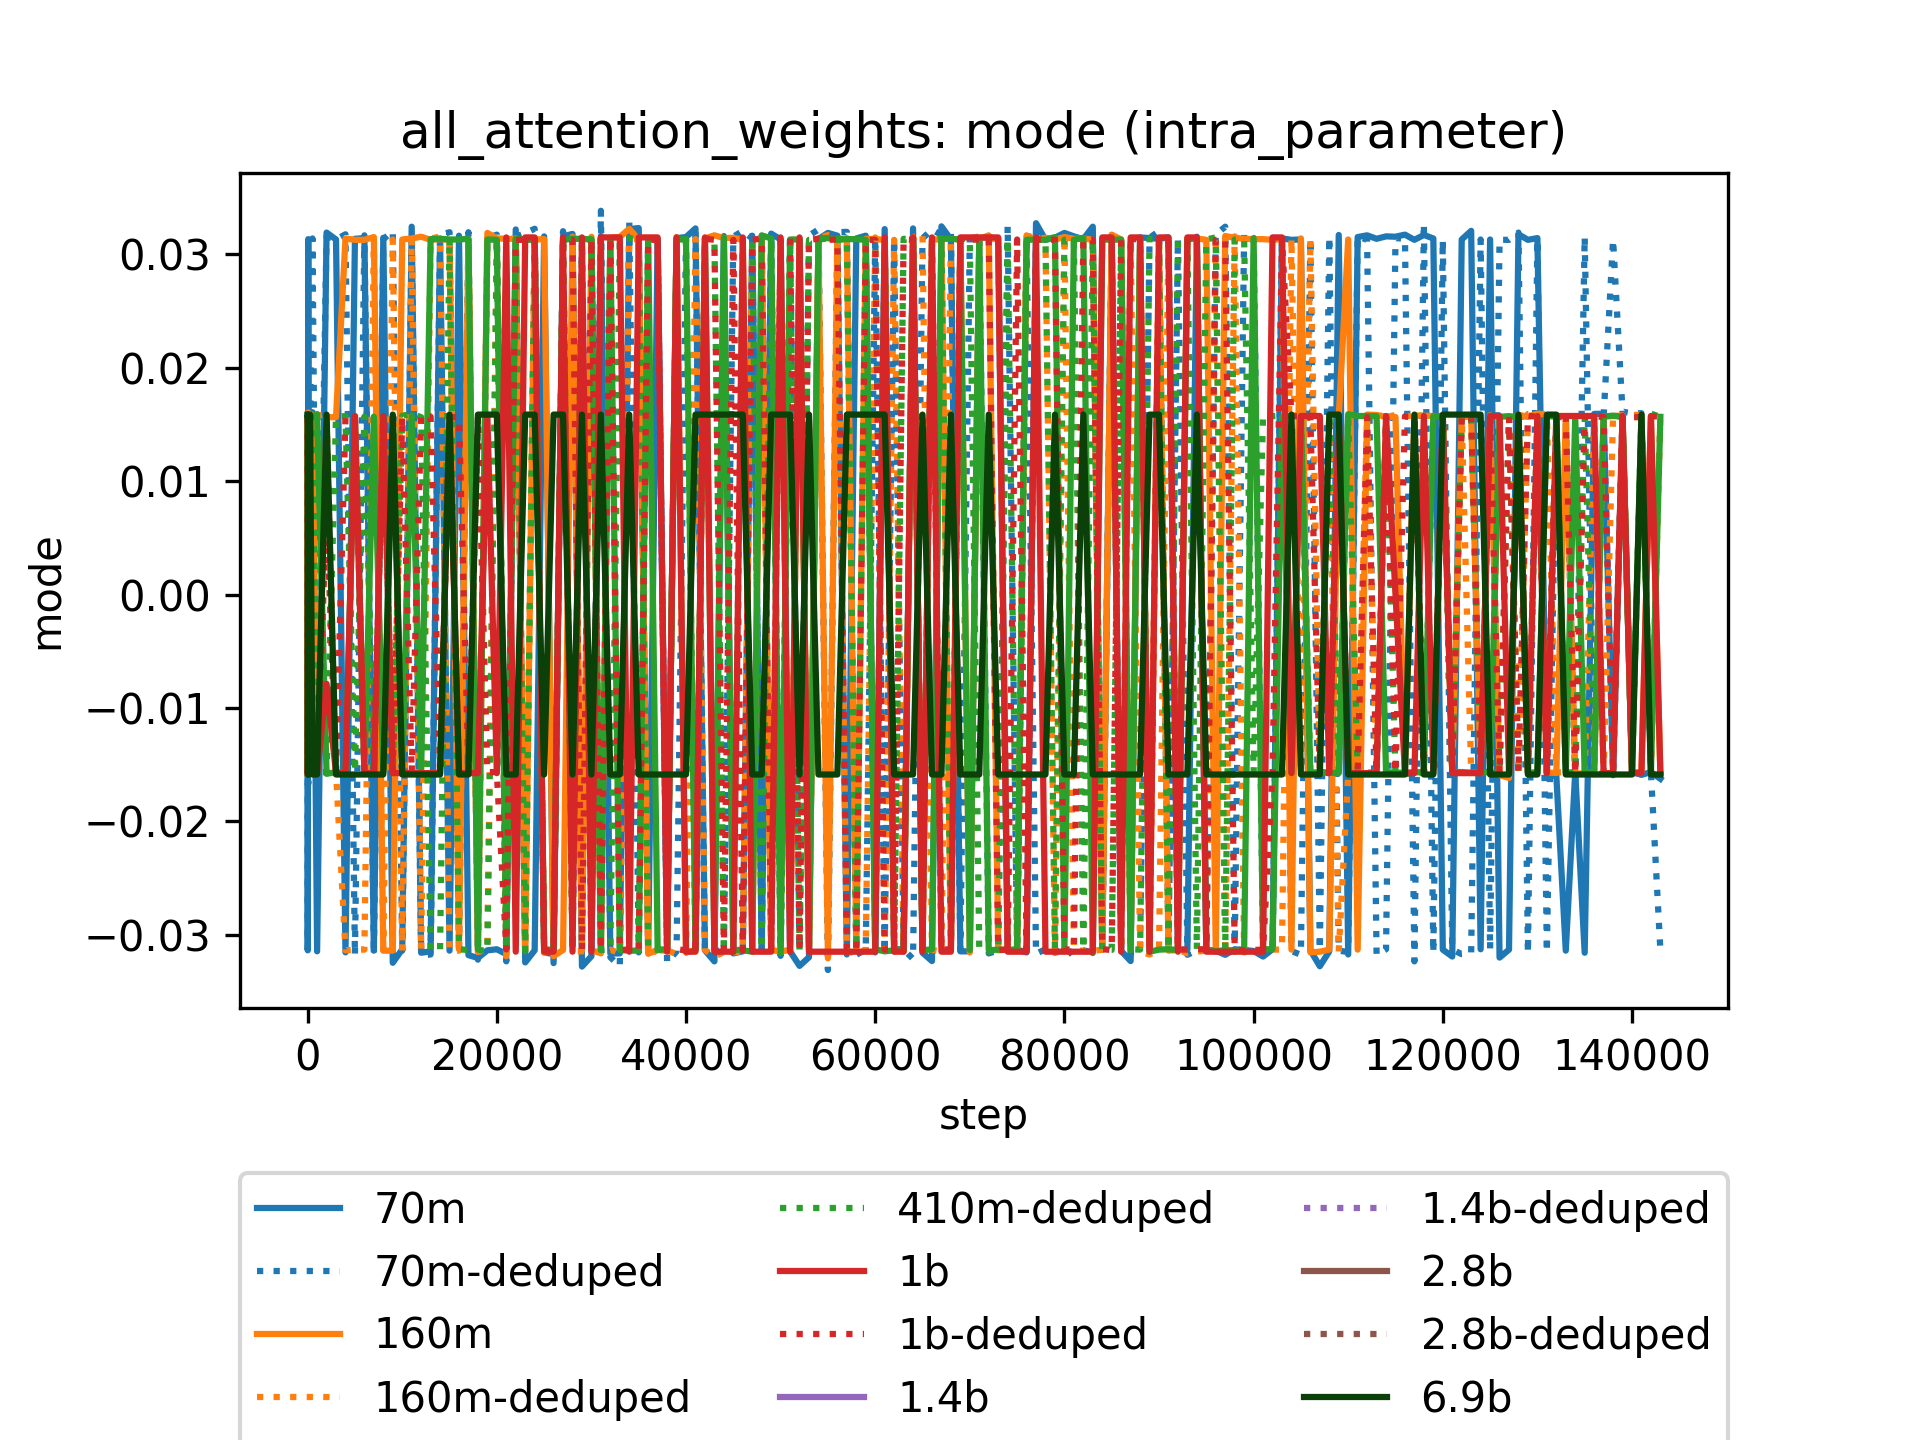 all_attention_weights: mode (intra_parameter)
0.03
0.02
0.01
0.00
−0.01
−0.02
−0.03
mode
0 20000 40000 60000 80000 100000 120000 140000
step
70m 410m-deduped 1.4b-deduped
70m-deduped 1b 2.8b
160m 1b-deduped 2.8b-deduped
160m-deduped 1.4b 6.9b